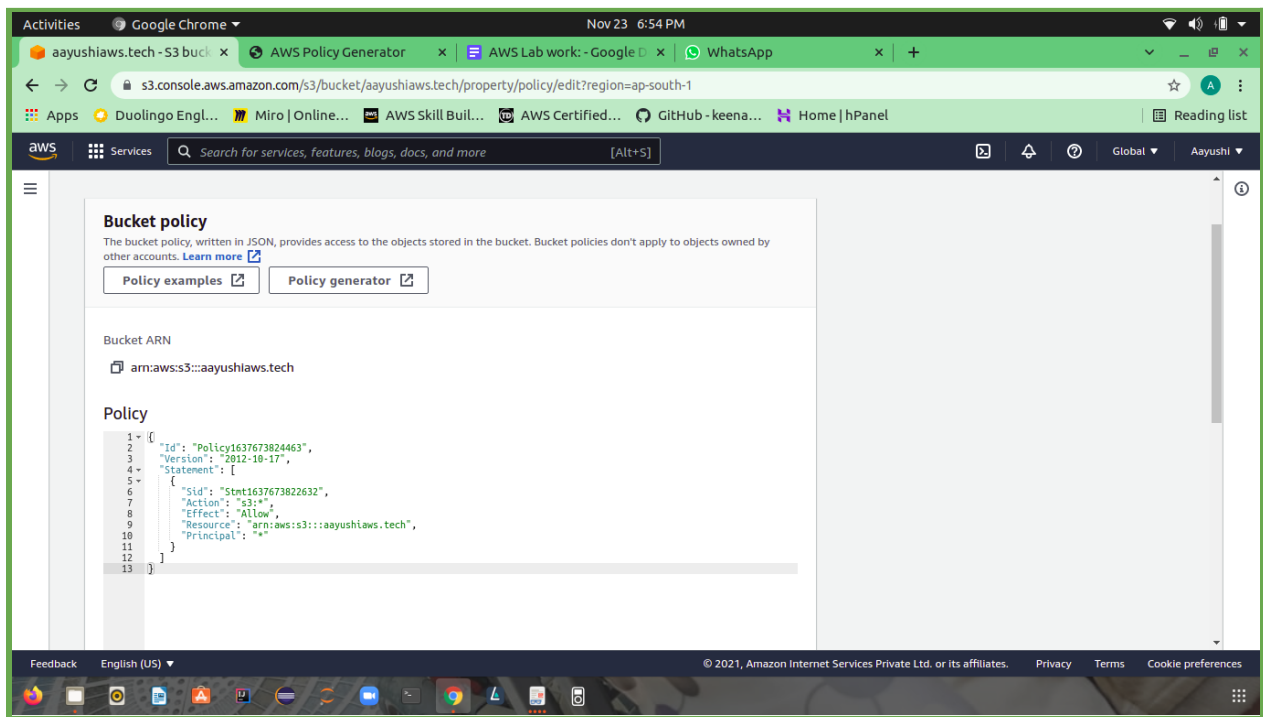 Activities Google Chrome ▾ Nov 23 6:54 PM
aayushiaws.tech - S3 buck × AWS Policy Generator × AWS Lab work: - Google D × WhatsApp × +
s3.console.aws.amazon.com/s3/bucket/aayushiaws.tech/property/policy/edit?region=ap-south-1 A
Apps Duolingo Engl... Miro | Online... AWS Skill Buil... AWS Certified... GitHub - keena... Home | hPanel Reading list
aws Services Search for services, features, blogs, docs, and more [Alt+S] Global ▼ Aayushi ▼
Bucket policy
The bucket policy, written in JSON, provides access to the objects stored in the bucket. Bucket policies don't apply to objects owned by
other accounts. Learn more
Policy examples Policy generator
Bucket ARN
arn:aws:s3:::aayushiaws.tech
Policy
1 {
2 "Id": "Policy1637673824463",
3 "Version": "2012-10-17",
4 "Statement": [
5 {
6 "Sid": "Stmt1637673822632",
7 "Action": "s3:*",
8 "Effect": "Allow",
9 "Resource": "arn:aws:s3:::aayushiaws.tech",
10 "Principal": "*"
11 }
12 ]
13 }
Feedback English (US) ▼ © 2021, Amazon Internet Services Private Ltd. or its affiliates. Privacy Terms Cookie preferences